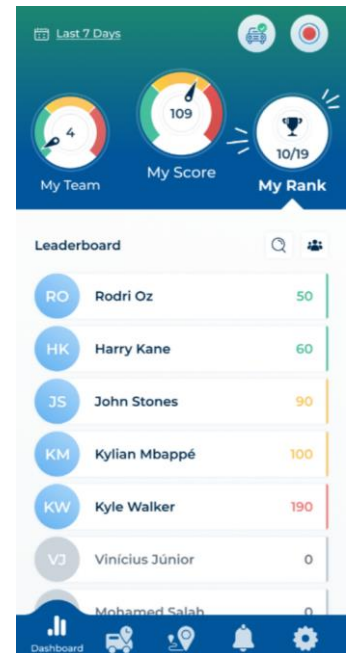 Last 7 Days
4
109
10/19
My Team
My Score
My Rank
Leaderboard
RO Rodri Oz 50
HK Harry Kane 60
JS John Stones 90
KM Kylian Mbappé 100
KW Kyle Walker 190
VJ Vinícius Júnior 0
Mohamed Salah 0
Dashboard